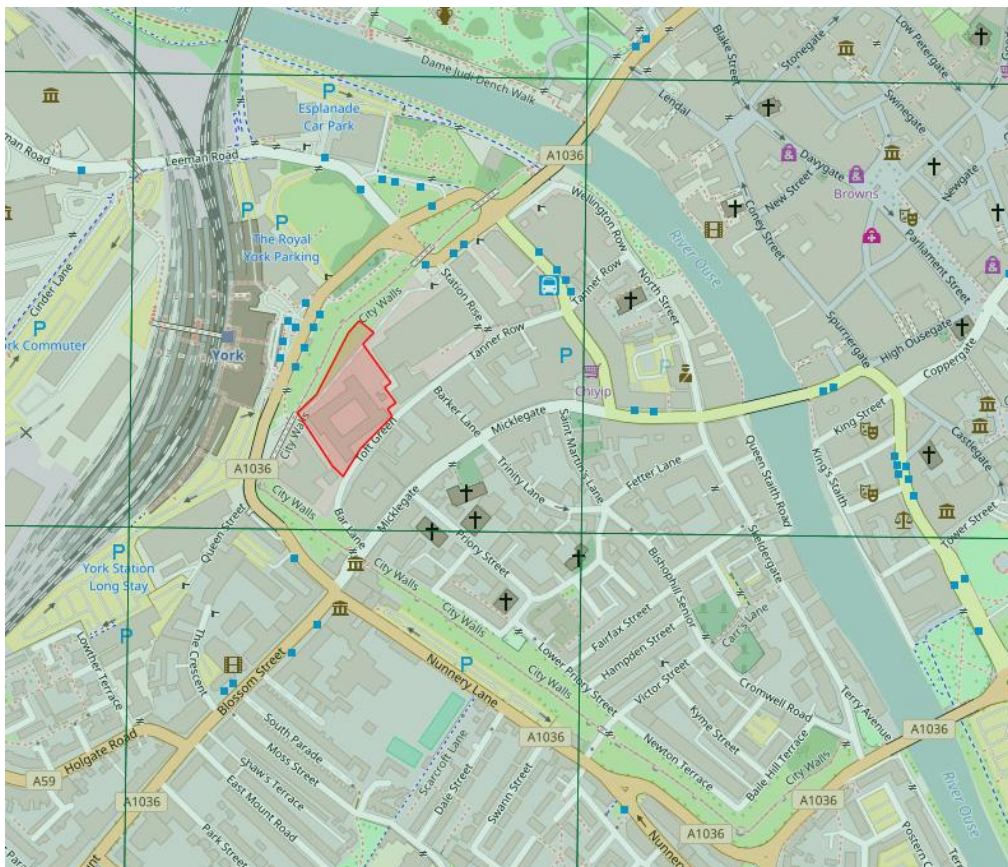 Low Petergate
Stonegate
Blake Street
Swinegate
Dame Judi Dench Walk
Lendal
Esplanade
Car Park
Davygate
Newgate
Leeman Road
A1036
New Street
Browns
man Road
Coney Street
Wellington Row
Parliament Street
The Royal
York Parking
River Ouse
North Street
Tanner Row
City Walls
Station Rise
Cinder Lane
Spurriergate
High Ousegate
rk Commuter
York
Tanner Row
Coppergate
Chiyip
Barker Lane
Micklegate
King Street
City Walls
Toft Green
Saint Martin's Lane
Castlegate
A1036
Trinity Lane
Fetter Lane
King's Staith
Queen Staith Road
City Walls
Micklegate
Tower Street
Queen Street
Bar Lane
Skeldergate
Priory Street
York Station
Long Stay
City Walls
Bishophill Senior
Carr's Lane
City Walls
Fairfax Street
The Crescent
Hampden Street
Lower Priory Street
City Walls
Lowther Terrace
Blossom Street
Nunnery Lane
Victor Street
Cromwell Road
Terry Avenue
Kyme Street
South Parade
A1036
A1036
Holgate Road
Moss Street
Newton Terrace
Baile Hill Terrace
City Walls
River Ouse
Scarcroft Lane
Dale Street
Swann Street
A59
Shaw's Terrace
A1036
East Mount Road
A1036
Park Street
A1036